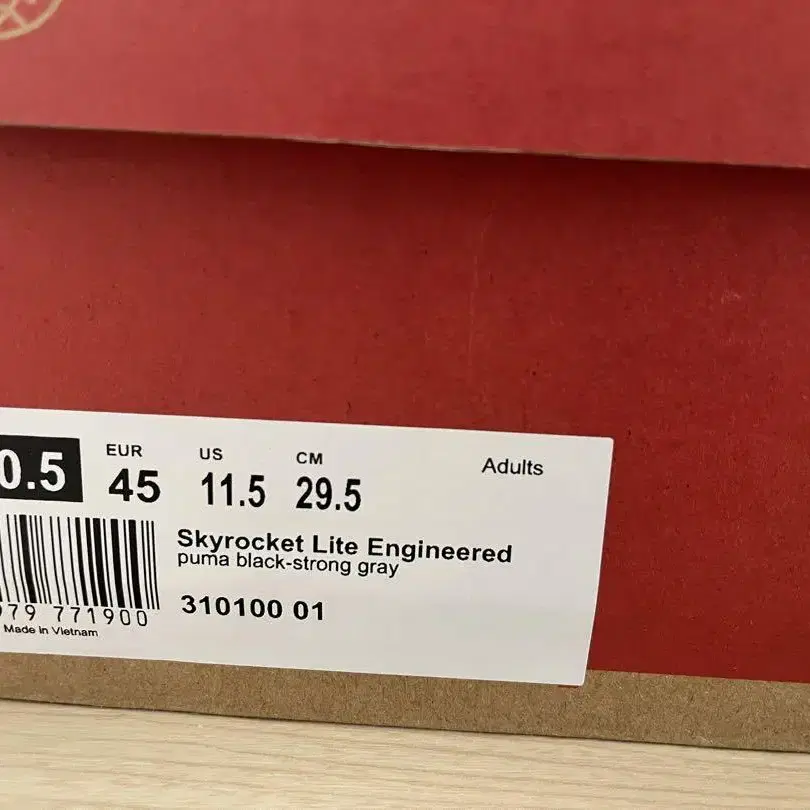 0.5 EUR 45 US 11.5 CM 29.5 Adults
Skyrocket Lite Engineered
puma black-strong gray
310100 01
79 771900
Made in Vietnam